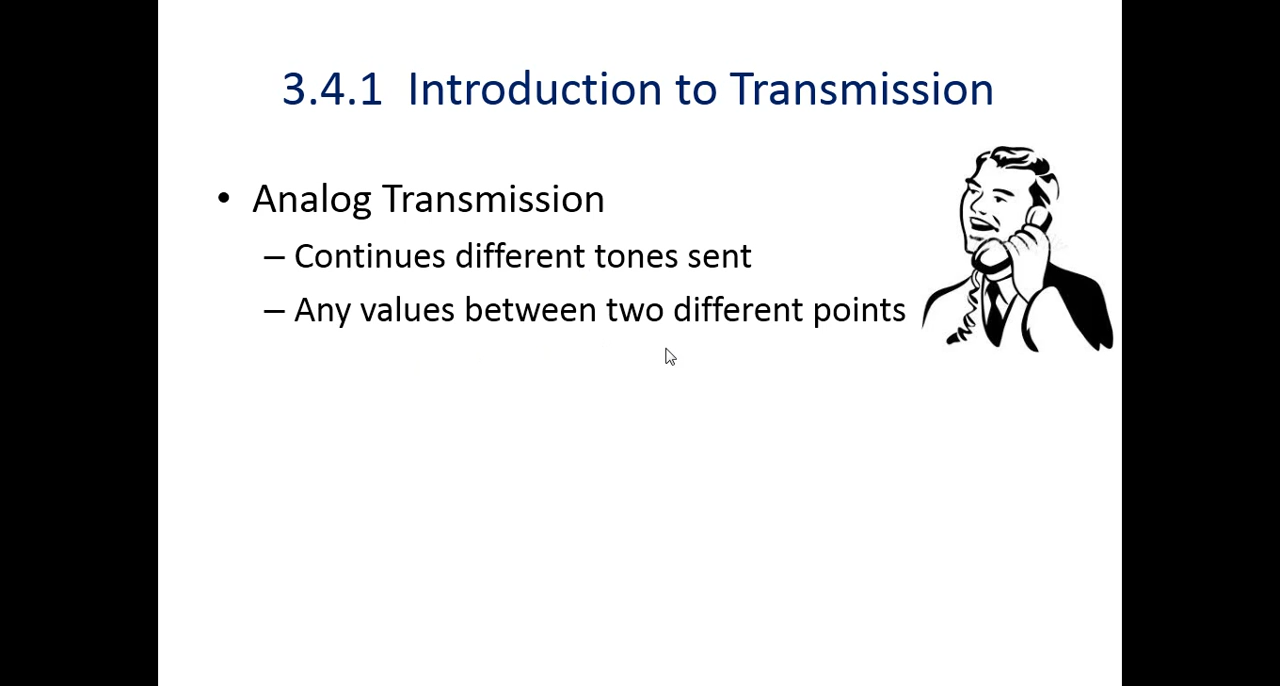 3.4.1  Introduction to Transmission
• Analog Transmission
– Continues different tones sent
– Any values between two different points